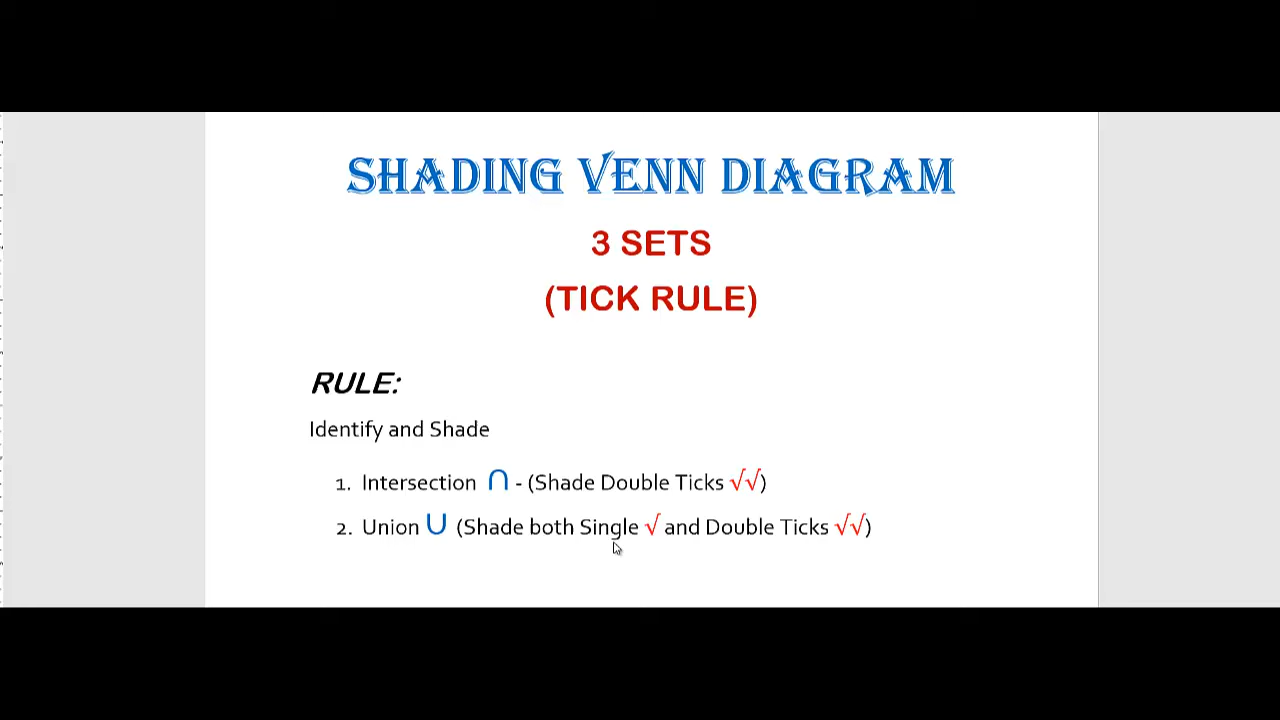 SHADING VENN DIAGRAM
3 SETS
(TICK RULE)
RULE:
Identify and Shade
1. Intersection ∩ - (Shade Double Ticks √√)
2. Union ∪ (Shade both Single √ and Double Ticks √√)